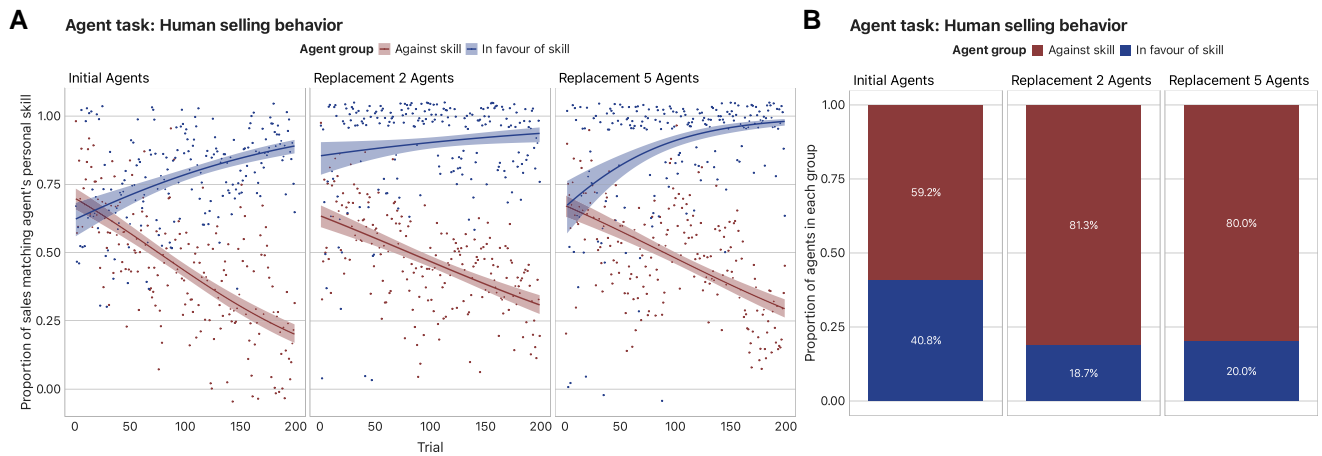 A
Agent task: Human selling behavior
Agent group Against skill In favour of skill
Initial Agents
Replacement 2 Agents
Replacement 5 Agents
Proportion of sales matching agent's personal skill
1.00
0.75
0.50
0.25
0.00
0 50 100 150 200
0 50 100 150 200
0 50 100 150 200
Trial
B
Agent task: Human selling behavior
Agent group Against skill In favour of skill
Initial Agents
Replacement 2 Agents
Replacement 5 Agents
Proportion of agents in each group
1.00
0.75
0.50
0.25
0.00
59.2%
40.8%
81.3%
18.7%
80.0%
20.0%